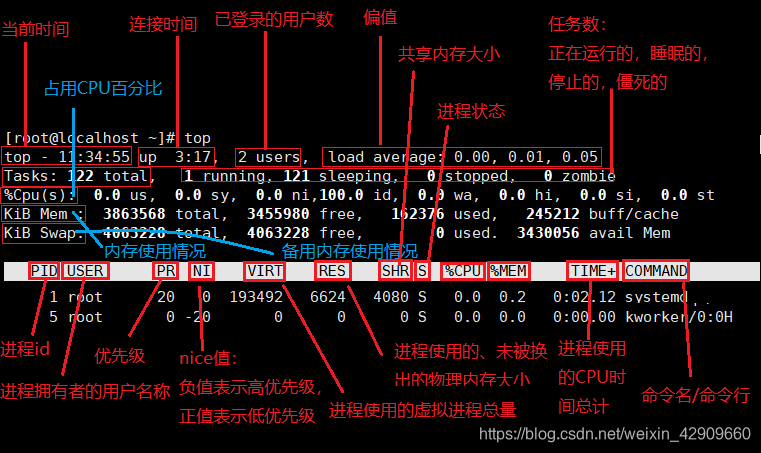 当前时间
连接时间
已登录的用户数
偏值
任务数：
正在运行的，睡眠的，
停止的，僵死的
共享内存大小
占用CPU百分比
进程状态
[root@localhost ~]# top
top - 11:34:55 up 3:17, 2 users, load average: 0.00, 0.01, 0.05
Tasks: 122 total, 1 running, 121 sleeping, 0 stopped, 0 zombie
%Cpu(s): 0.0 us, 0.0 sy, 0.0 ni,100.0 id, 0.0 wa, 0.0 hi, 0.0 si, 0.0 st
KiB Mem : 3863568 total, 3455980 free, 162376 used, 245212 buff/cache
KiB Swap: 4063228 total, 4063228 free, 0 used. 3430056 avail Mem
内存使用情况
备用内存使用情况
PID USER PR NI VIRT RES SHR S %CPU %MEM TIME+ COMMAND
1 root 20 0 193492 6624 4080 S 0.0 0.2 0:02.12 systemd
5 root 0 -20 0 0 0 S 0.0 0.0 0:00.00 kworker/0:0H
进程id
优先级
nice值：
负值表示高优先级，
正值表示低优先级
进程使用的、未被换
出的物理内存大小
进程使用
的CPU时
间总计
进程拥有者的用户名称
进程使用的虚拟进程总量
命令名/命令行
https://blog.csdn.net/weixin_42909660